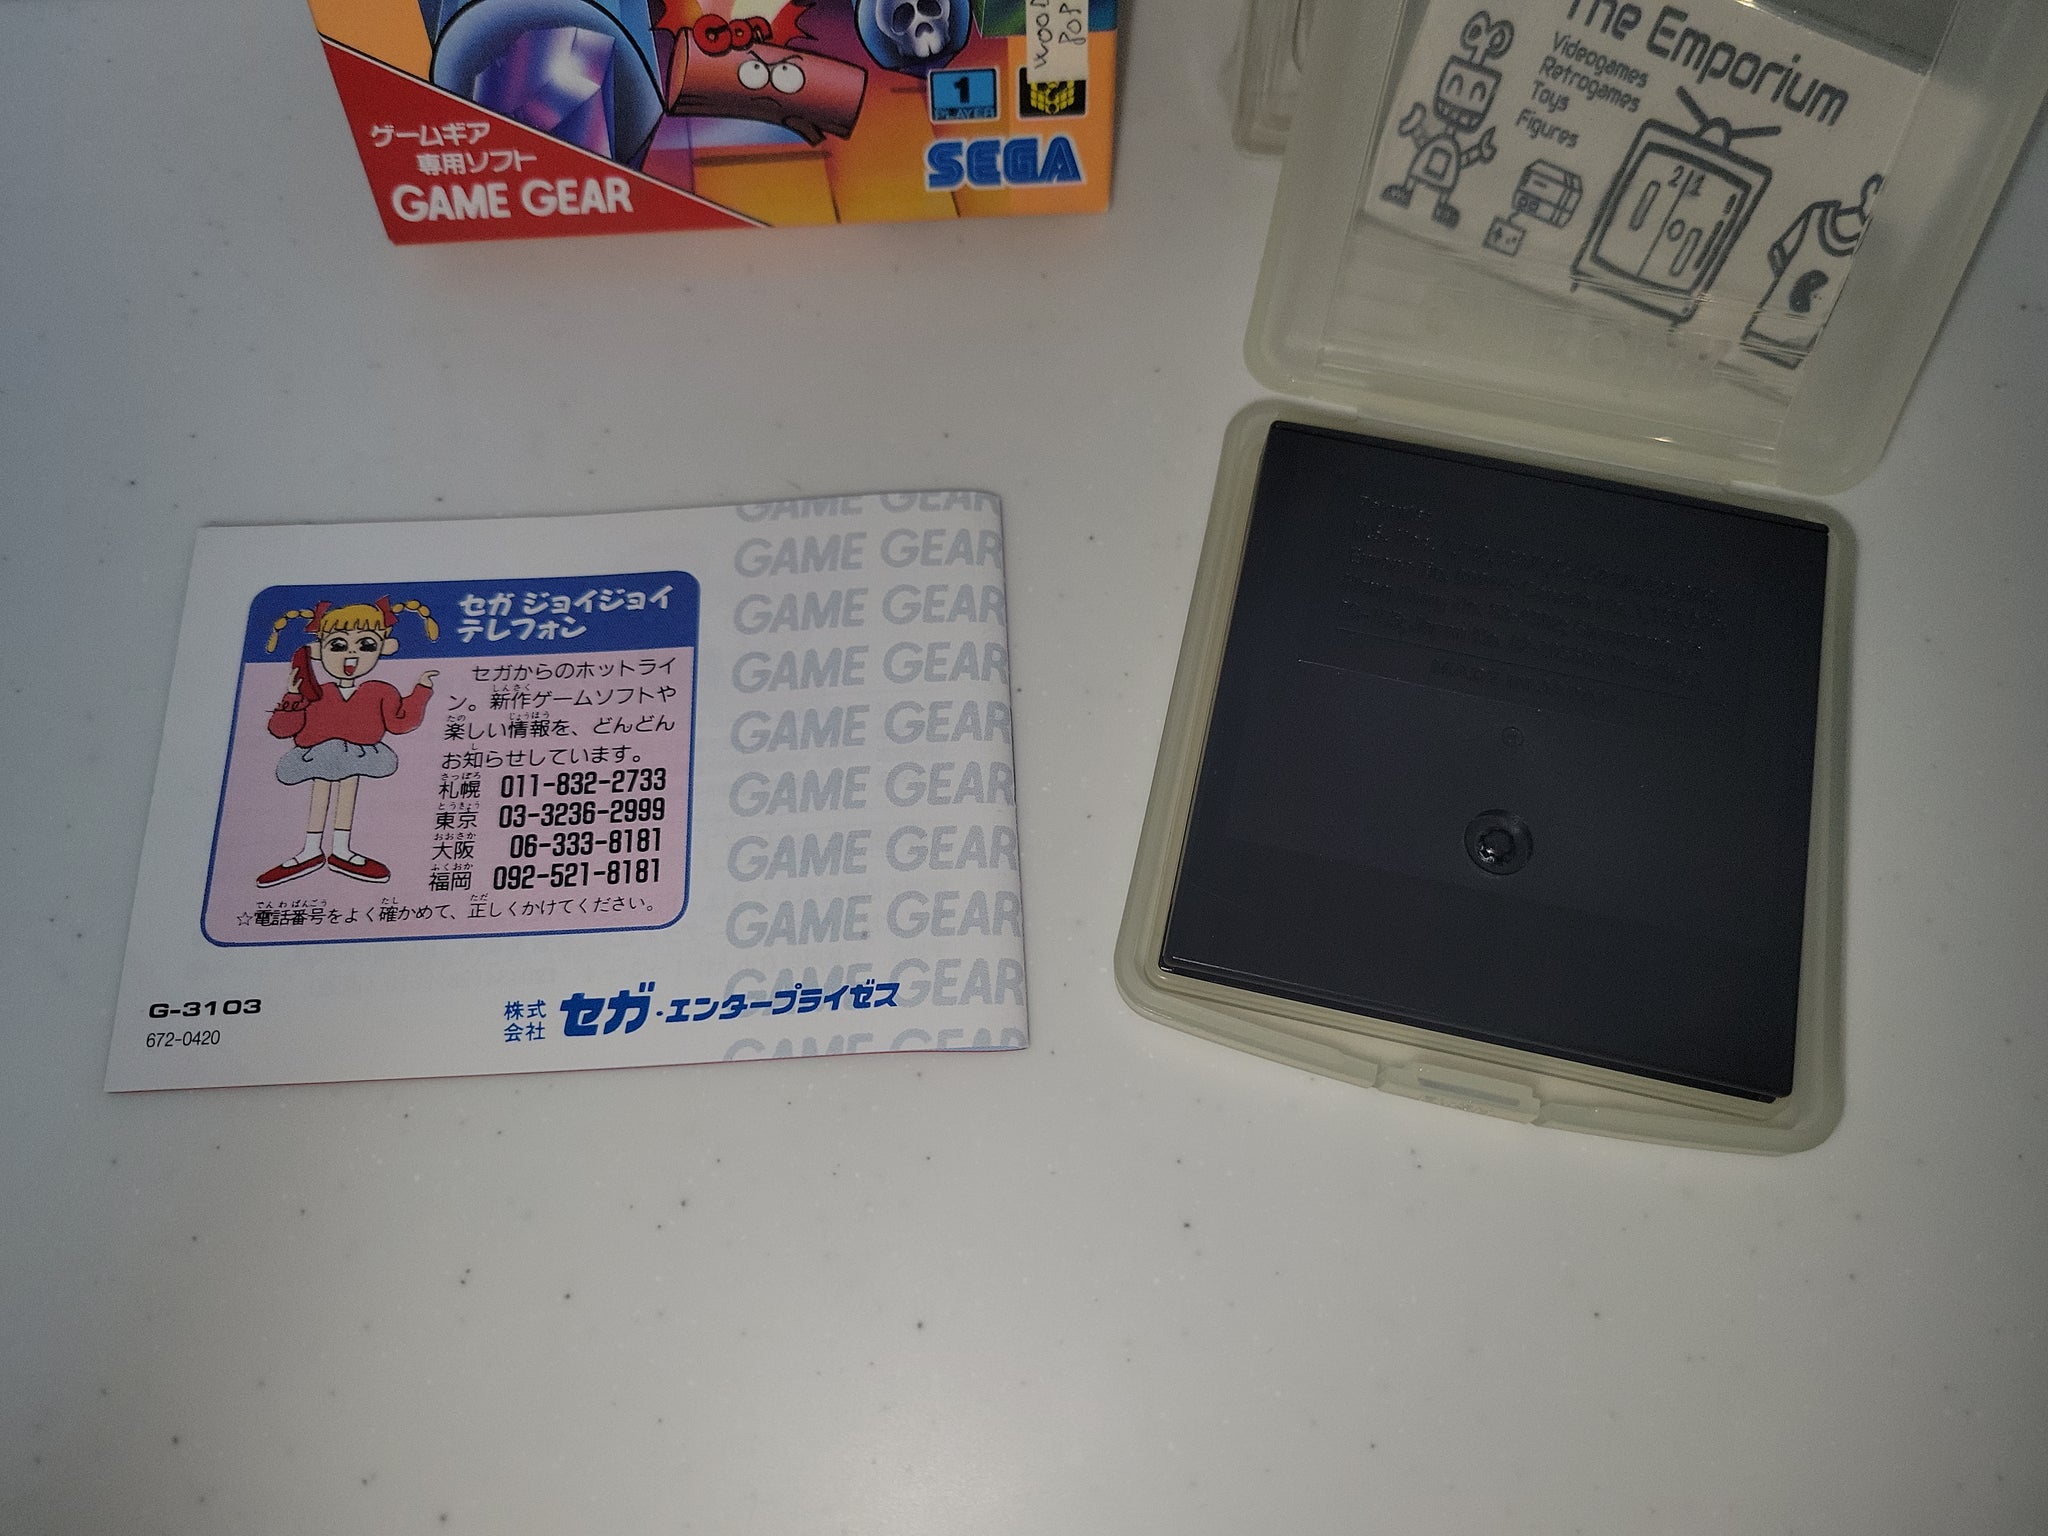 Gon
WOOD
POP
1
PLAYER
ゲームギア
専用ソフト
GAME GEAR
SEGA
The Emporium
Videogames
Retrogames
Toys
Figures
GAME GEAR
GAME GEAR
GAME GEAR
GAME GEAR
GAME GEAR
GAME GEAR
GAME GEAR
GAME GEAR
GAME GEAR
GAME GEAR
セガ ジョイジョイ
テレフォン
セガからのホットライ
ン。新作ゲームソフトや
楽しい情報を、どんどん
お知らせしています。
札幌 011-832-2733
東京 03-3236-2999
大阪 06-333-8181
福岡 092-521-8181
☆電話番号をよく確かめて、正しくかけてください。
G-3103
672-0420
株式会社 セガ・エンタープライゼス